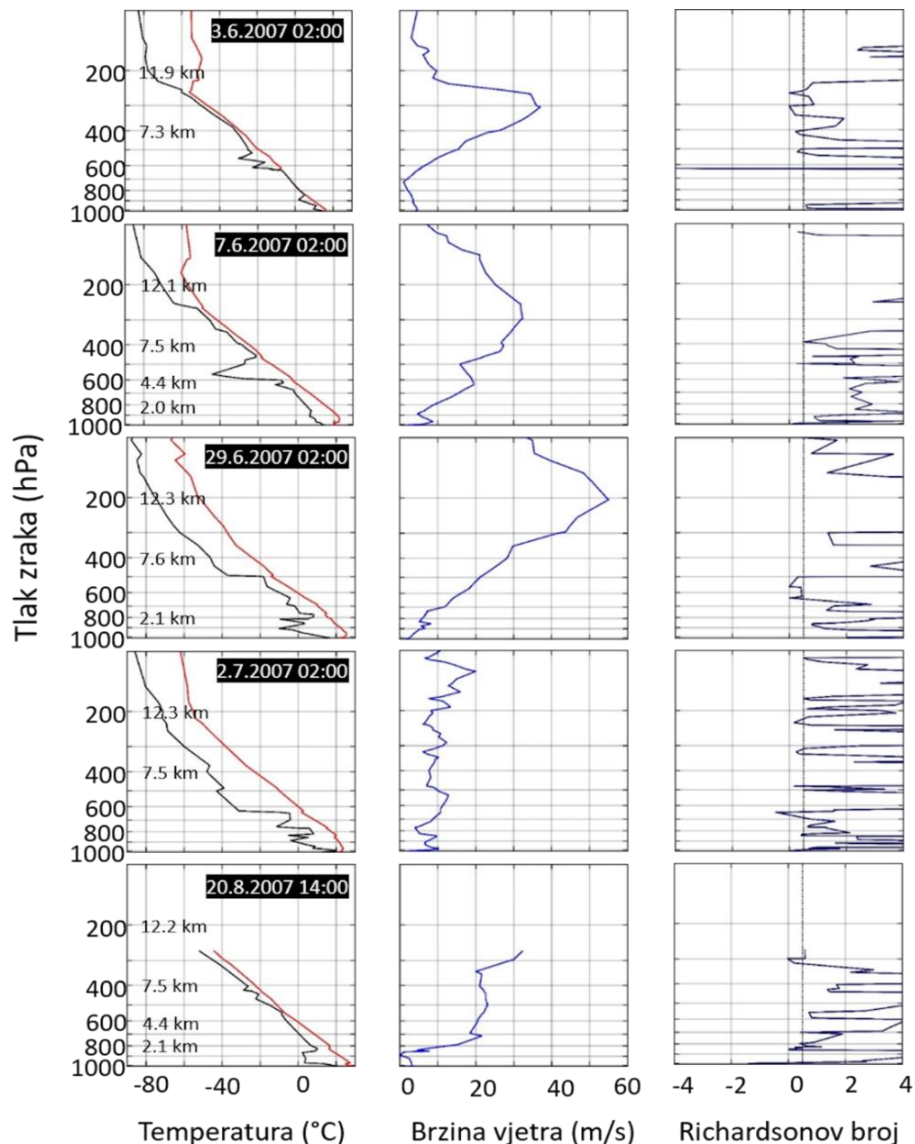 3.6.2007 02:00
200
11.9 km
400
7.3 km
600
800
1000
7.6.2007 02:00
200
12.1 km
400
7.5 km
600
4.4 km
800
2.0 km
1000
29.6.2007 02:00
200
12.3 km
400
7.6 km
600
800
2.1 km
1000
2.7.2007 02:00
200
12.3 km
400
7.5 km
600
800
1000
20.8.2007 14:00
200
12.2 km
400
7.5 km
600
4.4 km
800
2.1 km
1000
Tlak zraka (hPa)
-80 -40 0
0 20 40 60
-4 -2 0 2 4
Temperatura (°C)
Brzina vjetra (m/s)
Richardsonov broj